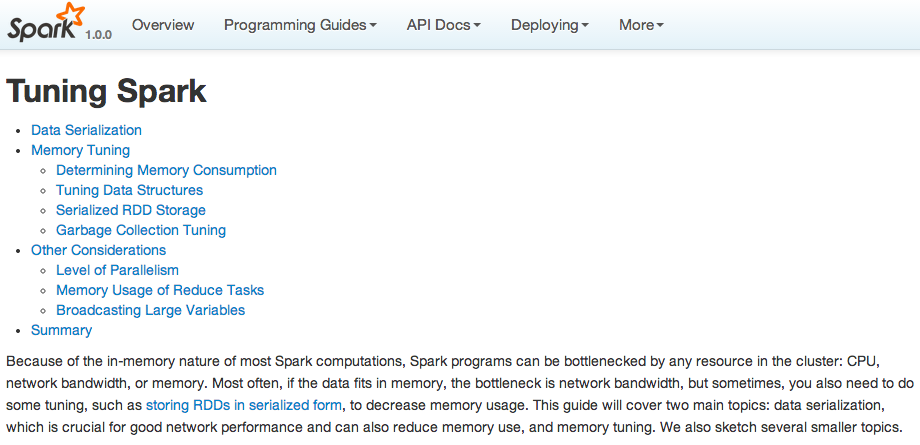 Spark 1.0.0 Overview Programming Guides API Docs Deploying More
Tuning Spark
Data Serialization
Memory Tuning
Determining Memory Consumption
Tuning Data Structures
Serialized RDD Storage
Garbage Collection Tuning
Other Considerations
Level of Parallelism
Memory Usage of Reduce Tasks
Broadcasting Large Variables
Summary
Because of the in-memory nature of most Spark computations, Spark programs can be bottlenecked by any resource in the cluster: CPU,
network bandwidth, or memory. Most often, if the data fits in memory, the bottleneck is network bandwidth, but sometimes, you also need to do
some tuning, such as storing RDDs in serialized form, to decrease memory usage. This guide will cover two main topics: data serialization,
which is crucial for good network performance and can also reduce memory use, and memory tuning. We also sketch several smaller topics.